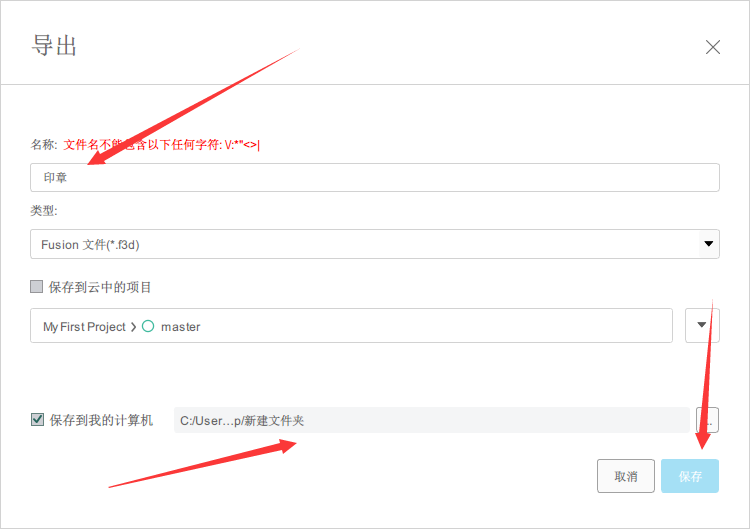 导出
名称: 文件名不能包含以下任何字符: \/:*"<>|
印章
类型:
Fusion 文件(*.f3d)
保存到云中的项目
My First Project > master
保存到我的计算机 C:/User...p/新建文件夹 ...
取消 保存